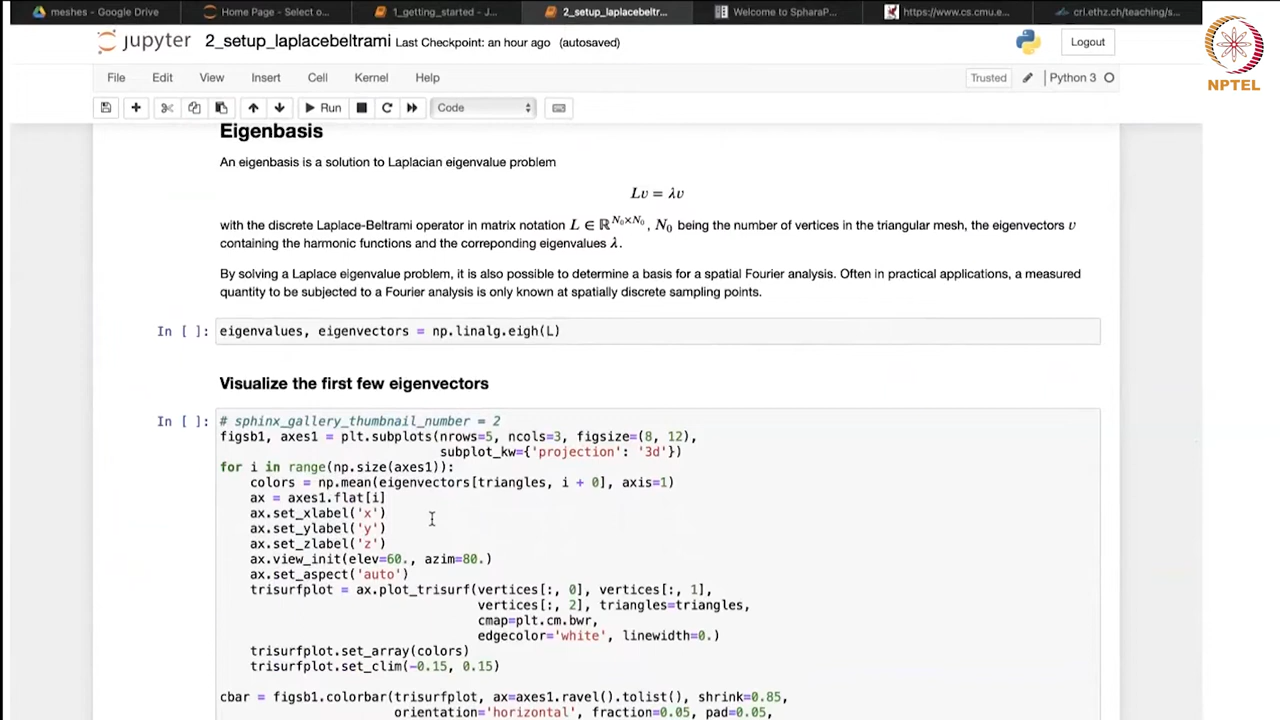 meshes - Google Drive
Home Page - Select o...
1_getting_started - J...
2_setup_laplacebeltr...
Welcome to SpharaP...
https://www.cs.cmu.e...
crl.ethz.ch/teaching/s...
jupyter 2_setup_laplacebeltrami Last Checkpoint: an hour ago (autosaved)
Logout
NPTEL
File Edit View Insert Cell Kernel Help
Trusted
Python 3
Run
Code
Eigenbasis
An eigenbasis is a solution to Laplacian eigenvalue problem
Lv = λv
with the discrete Laplace-Beltrami operator in matrix notation L ∈ ℝ^{N₀×N₀}, N₀ being the number of vertices in the triangular mesh, the eigenvectors v
containing the harmonic functions and the correponding eigenvalues λ.
By solving a Laplace eigenvalue problem, it is also possible to determine a basis for a spatial Fourier analysis. Often in practical applications, a measured
quantity to be subjected to a Fourier analysis is only known at spatially discrete sampling points.
In [ ]: eigenvalues, eigenvectors = np.linalg.eigh(L)
Visualize the first few eigenvectors
In [ ]: # sphinx_gallery_thumbnail_number = 2
figsb1, axes1 = plt.subplots(nrows=5, ncols=3, figsize=(8, 12),
subplot_kw={'projection': '3d'})
for i in range(np.size(axes1)):
colors = np.mean(eigenvectors[triangles, i + 0], axis=1)
ax = axes1.flat[i]
ax.set_xlabel('x')
ax.set_ylabel('y')
ax.set_zlabel('z')
ax.view_init(elev=60., azim=80.)
ax.set_aspect('auto')
trisurfplot = ax.plot_trisurf(vertices[:, 0], vertices[:, 1],
vertices[:, 2], triangles=triangles,
cmap=plt.cm.bwr,
edgecolor='white', linewidth=0.)
trisurfplot.set_array(colors)
trisurfplot.set_clim(-0.15, 0.15)
cbar = figsb1.colorbar(trisurfplot, ax=axes1.ravel().tolist(), shrink=0.85,
orientation='horizontal', fraction=0.05, pad=0.05,